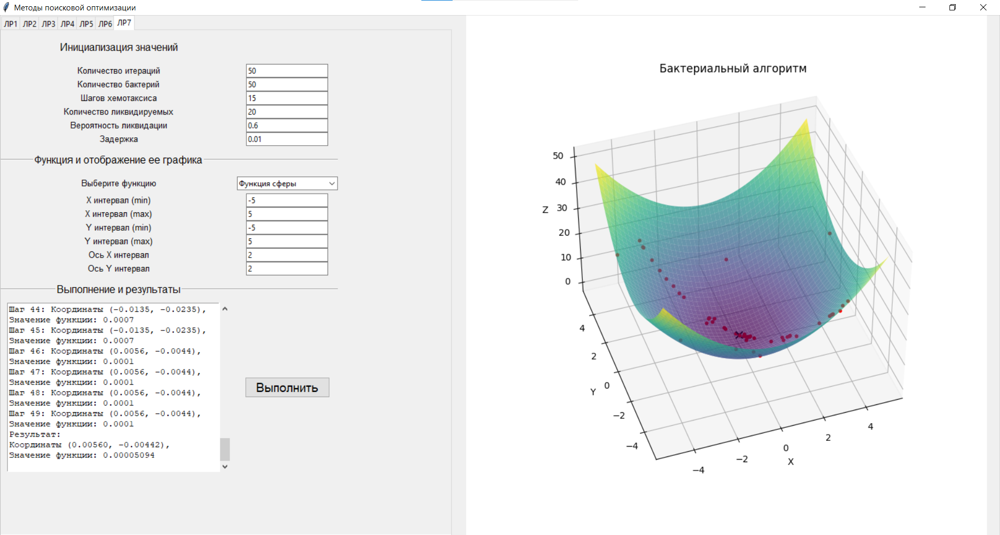 Методы поисковой оптимизации
ЛР1 ЛР2 ЛР3 ЛР4 ЛР5 ЛР6 ЛР7
Инициализация значений
Количество итераций 50
Количество бактерий 50
Шагов хемотаксиса 15
Количество ликвидируемых 20
Вероятность ликвидации 0.6
Задержка 0.01
Функция и отображение ее графика
Выберите функцию Функция сферы
X интервал (min) -5
X интервал (max) 5
Y интервал (min) -5
Y интервал (max) 5
Ось X интервал 2
Ось Y интервал 2
Выполнение и результаты
Шаг 44: Координаты (-0.0135, -0.0235),
Значение функции: 0.0007
Шаг 45: Координаты (-0.0135, -0.0235),
Значение функции: 0.0007
Шаг 46: Координаты (0.0056, -0.0044),
Значение функции: 0.0001
Шаг 47: Координаты (0.0056, -0.0044),
Значение функции: 0.0001
Шаг 48: Координаты (0.0056, -0.0044),
Значение функции: 0.0001
Шаг 49: Координаты (0.0056, -0.0044),
Значение функции: 0.0001
Результат:
Координаты (0.00560, -0.00442),
Значение функции: 0.00005094
Выполнить
Бактериальный алгоритм
50
40
Z 30
20
10
0
4
2
Y 0
−2
−4
−4
−2
0
2
4
X